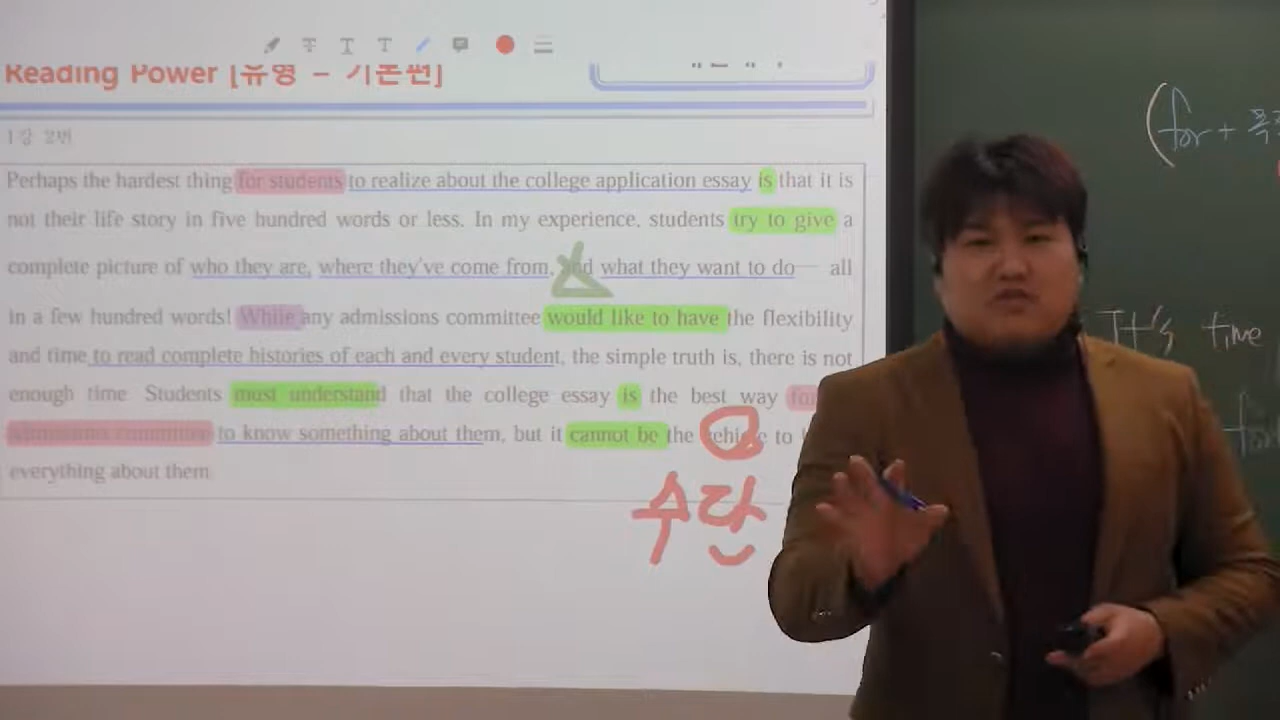 Reading Power [유형 - 기본편]
1강 2번
Perhaps the hardest thing for students to realize about the college application essay is that it is
not their life story in five hundred words or less. In my experience, students try to give a
complete picture of who they are, where they've come from, and what they want to do— all
in a few hundred words! While any admissions committee would like to have the flexibility
and time to read complete histories of each and every student, the simple truth is, there is not
enough time. Students must understand that the college essay is the best way for
admissions committee to know something about them, but it cannot be the vehicle to
everything about them.
수단
(for +
It's time
for